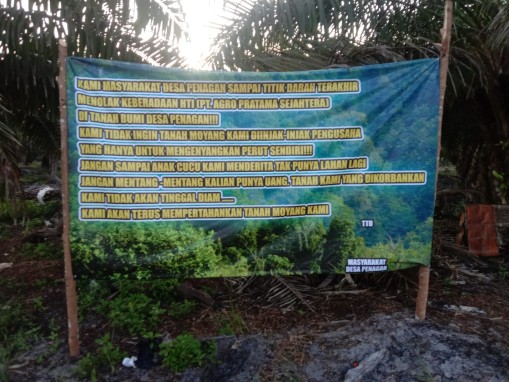 KAMI MASYARAKAT DESA PENAGAN SAMPAI TITIK DARAH TERAKHIR
MENOLAK KEBERADAAN HTI (PT. AGRO PRATAMA SEJAHTERA)
DI TANAH BUMI DESA PENAGAN!!!
KAMI TIDAK INGIN TANAH MOYANG KAMI DIINJAK-INJAK PENGUSAHA
YANG HANYA UNTUK MENGENYANGKAN PERUT SENDIRI!!!
JANGAN SAMPAI ANAK CUCU KAMI MENDERITA TAK PUNYA LAHAN LAGI
JANGAN MENTANG-MENTANG KALIAN PUNYA UANG, TANAH KAMI YANG DIKORBANKAN
KAMI TIDAK AKAN TINGGAL DIAM.....
KAMI AKAN TERUS MEMPERTAHANKAN TANAH MOYANG KAMI
TTD
MASYARAKAT
DESA PENAGAN